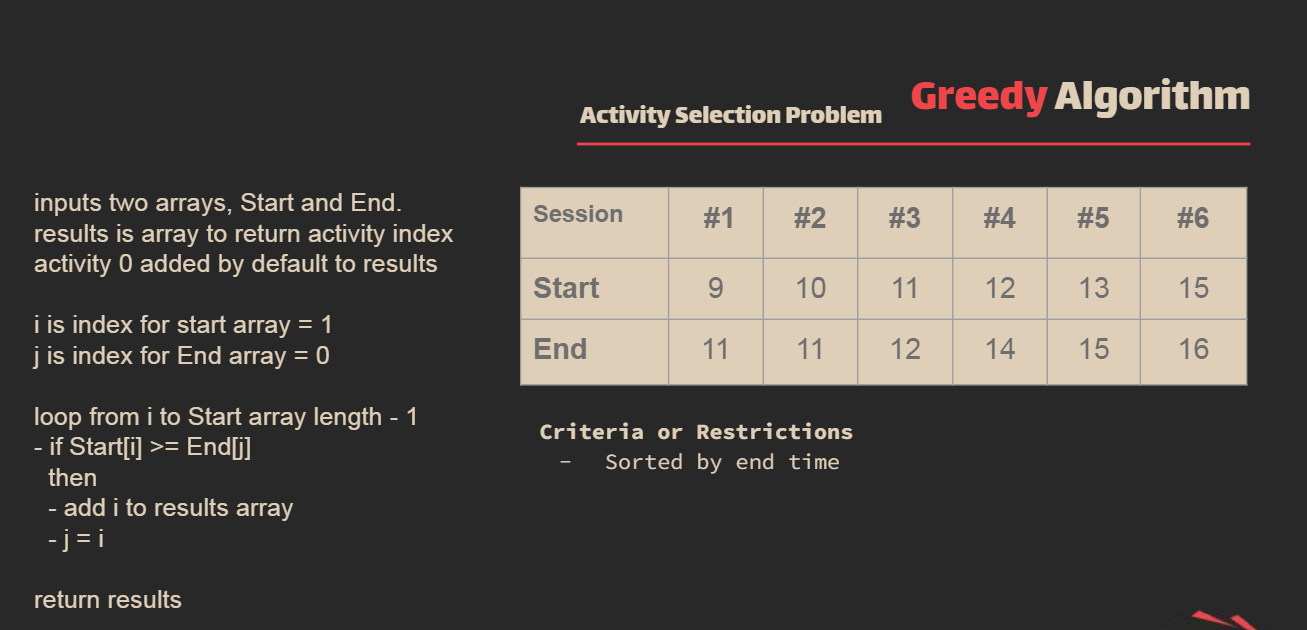 Activity Selection Problem Greedy Algorithm
inputs two arrays, Start and End.
results is array to return activity index
activity 0 added by default to results
i is index for start array = 1
j is index for End array = 0
loop from i to Start array length - 1
- if Start[i] >= End[j]
then
- add i to results array
- j = i
return results
Session #1 #2 #3 #4 #5 #6
Start 9 10 11 12 13 15
End 11 11 12 14 15 16
Criteria or Restrictions
- Sorted by end time